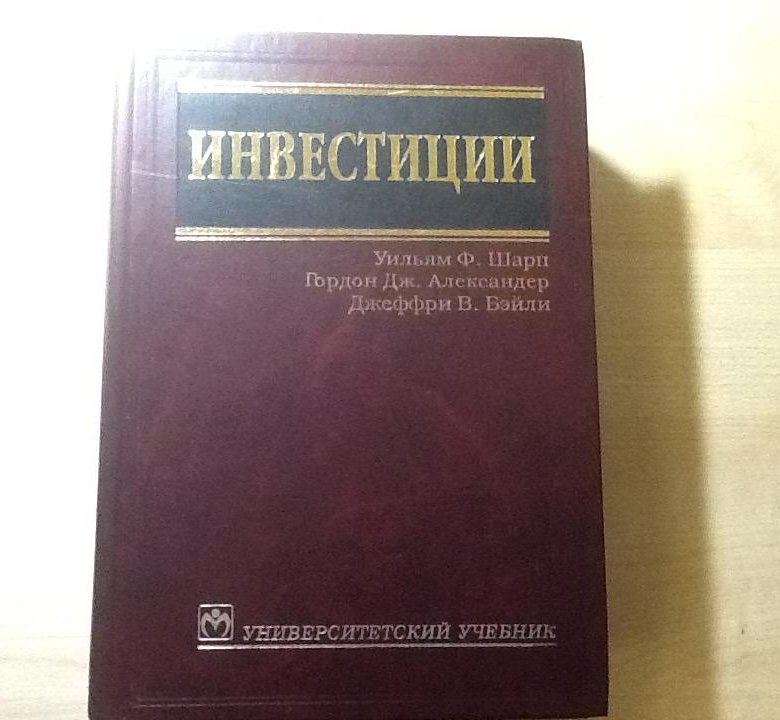 ИНВЕСТИЦИИ
Уильям Ф. Шарп
Гордон Дж. Александер
Джеффри В. Бэйли
УНИВЕРСИТЕТСКИЙ УЧЕБНИК